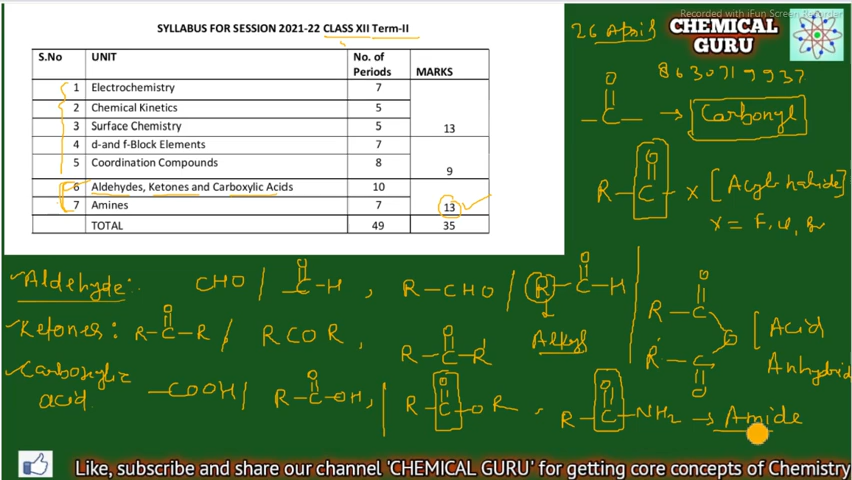 Recorded with iFun Screen Recorder
SYLLABUS FOR SESSION 2021-22 CLASS XII Term-II
26 April
CHEMICAL
GURU
S.No UNIT No. of Periods MARKS
1 Electrochemistry 7
2 Chemical Kinetics 5
3 Surface Chemistry 5 13
4 d-and f-Block Elements 7
5 Coordination Compounds 8 9
6 Aldehydes, Ketones and Carboxylic Acids 10
7 Amines 7 13
TOTAL 49 35
8630719937
O
—C— → Carbonyl
O
R—C—X [Acyl halide]
X = F, Cl, Br
Aldehyde: CHO / —C—H, R—CHO / R—C—H
O O
Alkyl
Ketones: R—C—R / RCOR, R—C—R'
O O
Carboxylic
acid. —COOH / R—C—OH, R—C—OR, R—C—NH2 → Amide
O O O
O
R—C
O [Acid
R'—C Anhydrid
O
Like, subscribe and share our channel 'CHEMICAL GURU' for getting core concepts of Chemistry